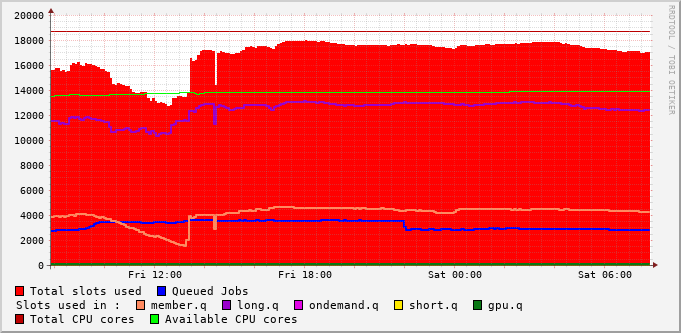 RRDTOOL / TOBI OETIKER
20000
18000
16000
14000
12000
10000
8000
6000
4000
2000
0
Fri 12:00 Fri 18:00 Sat 00:00 Sat 06:00
Total slots used Queued Jobs
Slots used in : member.q long.q ondemand.q short.q gpu.q
Total CPU cores Available CPU cores